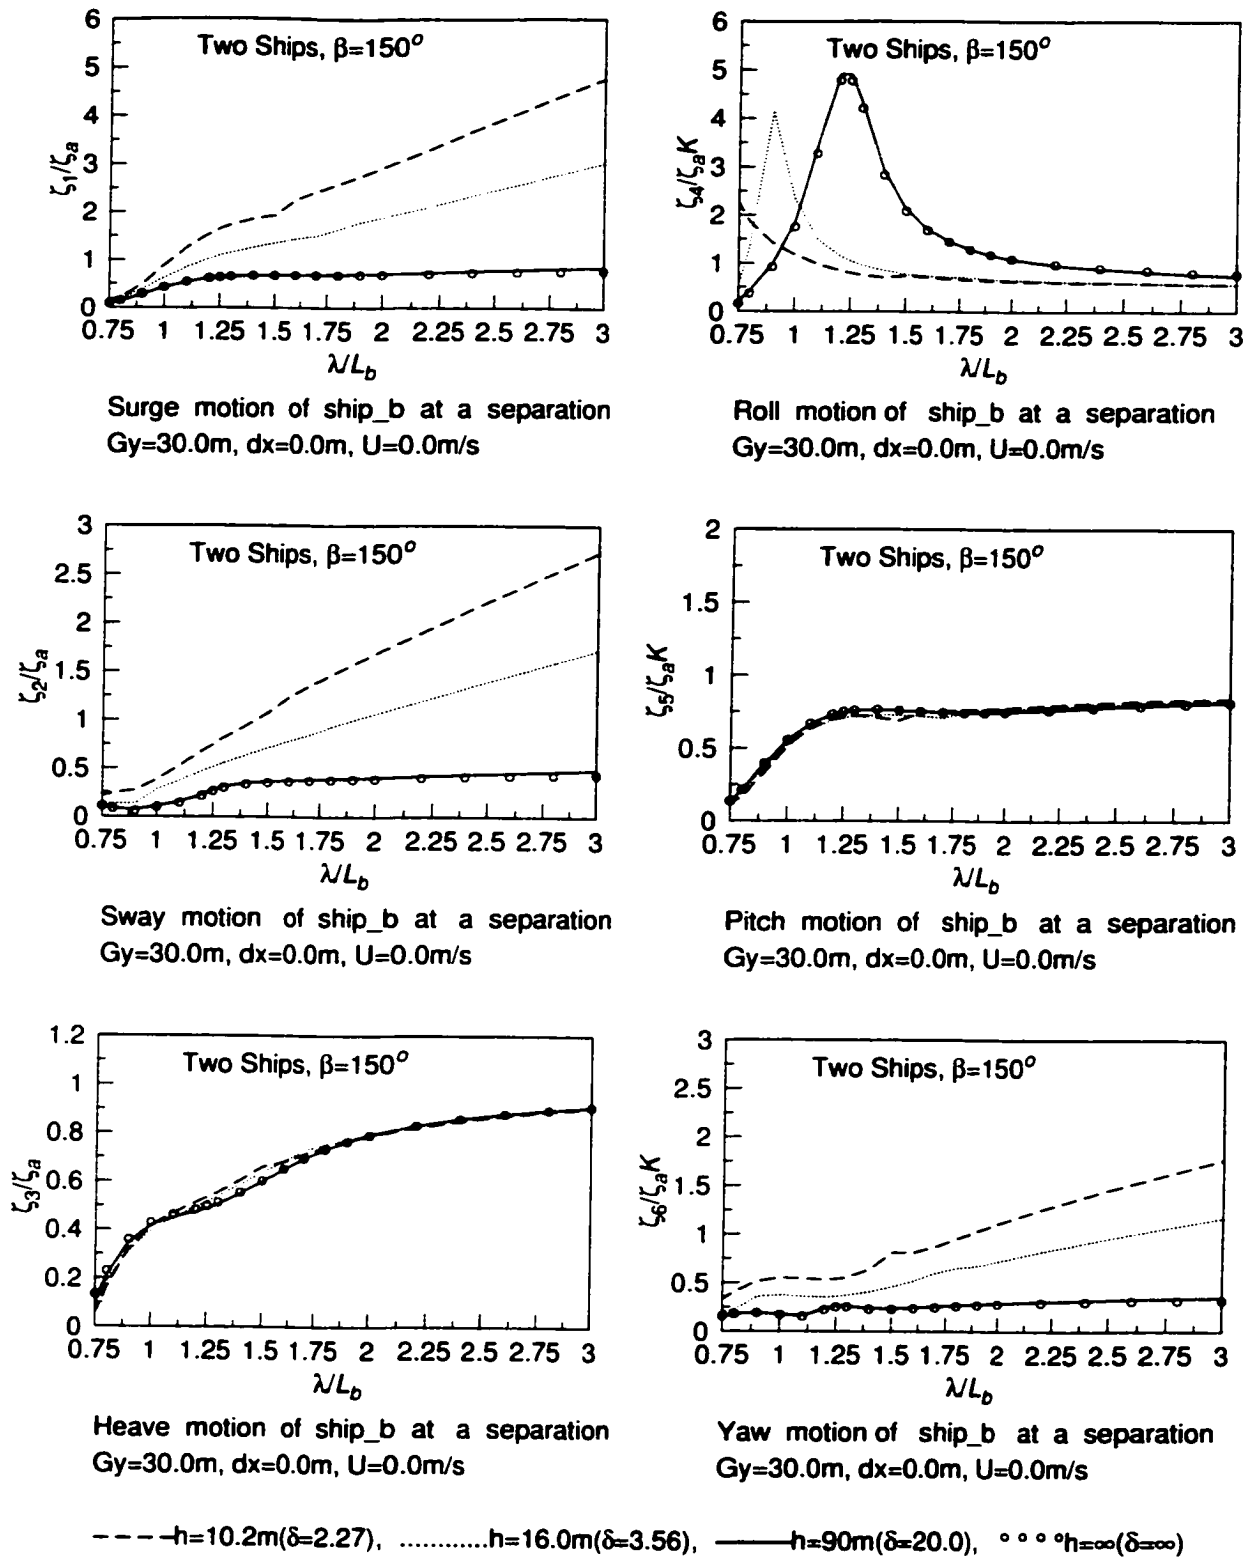 6
5
4
3
2
1
0
ζ1/ζa
Two Ships, β=150°
0.75 1 1.25 1.5 1.75 2 2.25 2.5 2.75 3
λ/Lb
Surge motion of ship_b at a separation
Gy=30.0m, dx=0.0m, U=0.0m/s
6
5
4
3
2
1
0
ζ4/ζaK
Two Ships, β=150°
0.75 1 1.25 1.5 1.75 2 2.25 2.5 2.75 3
λ/Lb
Roll motion of ship_b at a separation
Gy=30.0m, dx=0.0m, U=0.0m/s
3
2.5
2
1.5
1
0.5
0
ζ2/ζa
Two Ships, β=150°
0.75 1 1.25 1.5 1.75 2 2.25 2.5 2.75 3
λ/Lb
Sway motion of ship_b at a separation
Gy=30.0m, dx=0.0m, U=0.0m/s
2
1.5
1
0.5
0
ζ5/ζaK
Two Ships, β=150°
0.75 1 1.25 1.5 1.75 2 2.25 2.5 2.75 3
λ/Lb
Pitch motion of ship_b at a separation
Gy=30.0m, dx=0.0m, U=0.0m/s
1.2
1
0.8
0.6
0.4
0.2
0
ζ3/ζa
Two Ships, β=150°
0.75 1 1.25 1.5 1.75 2 2.25 2.5 2.75 3
λ/Lb
Heave motion of ship_b at a separation
Gy=30.0m, dx=0.0m, U=0.0m/s
3
2.5
2
1.5
1
0.5
0
ζ6/ζaK
Two Ships, β=150°
0.75 1 1.25 1.5 1.75 2 2.25 2.5 2.75 3
λ/Lb
Yaw motion of ship_b at a separation
Gy=30.0m, dx=0.0m, U=0.0m/s
h=10.2m(δ=2.27), h=16.0m(δ=3.56), h=90m(δ=20.0), h=∞(δ=∞)